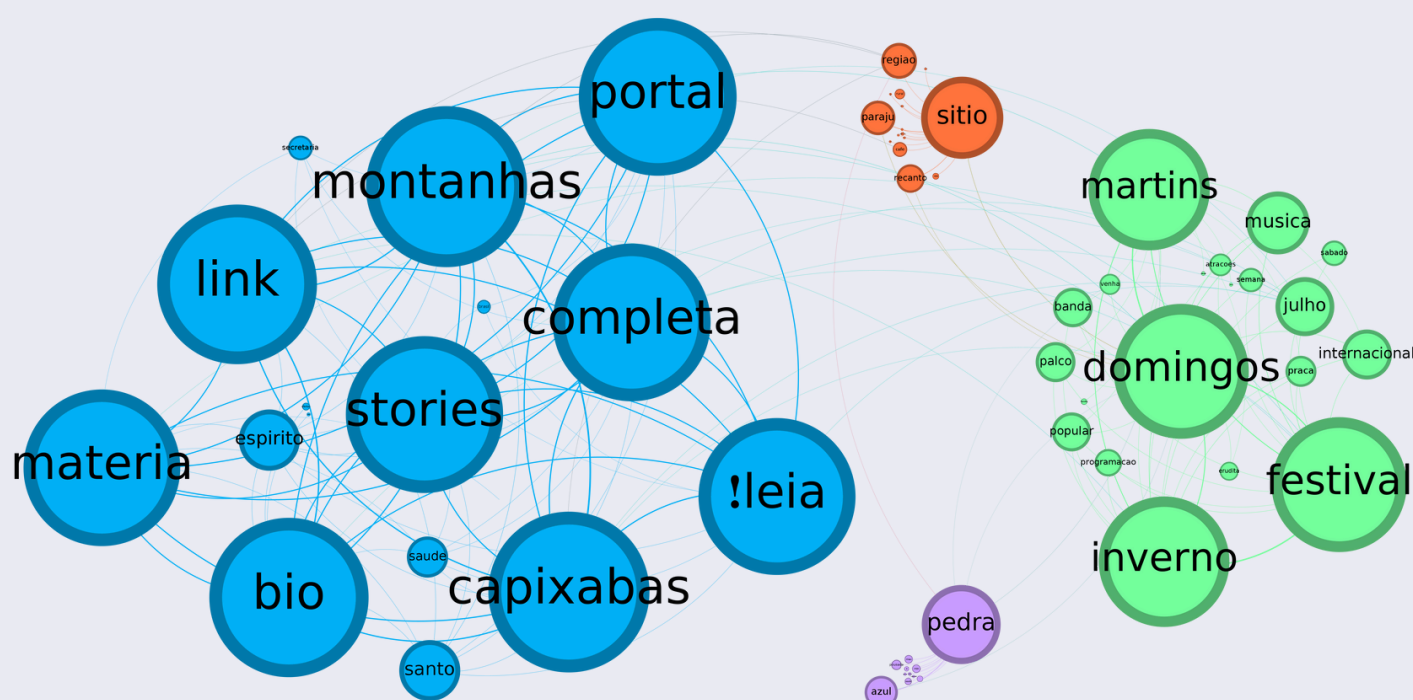 portal
regiao
sitio
paraju
secretaria
recanto
montanhas
martins
musica
sabado
atracoes
semana
venha
link
banda
julho
completa
internacional
palco
domingos
praca
stories
espirito
popular
materia
programacao
erudita
festival
!leia
saude
inverno
bio
capixabas
pedra
santo
azul